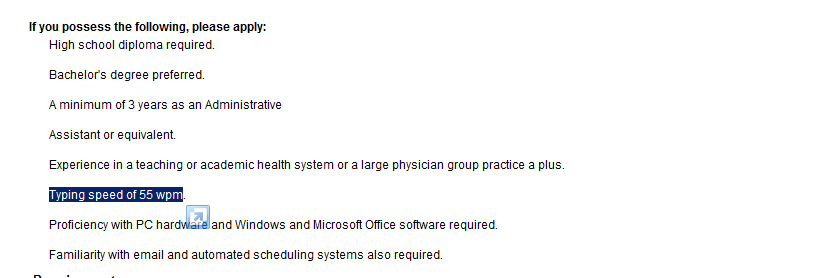 If you possess the following, please apply:
High school diploma required.
Bachelor's degree preferred.
A minimum of 3 years as an Administrative
Assistant or equivalent.
Experience in a teaching or academic health system or a large physician group practice a plus.
Typing speed of 55 wpm.
Proficiency with PC hardware and Windows and Microsoft Office software required.
Familiarity with email and automated scheduling systems also required.